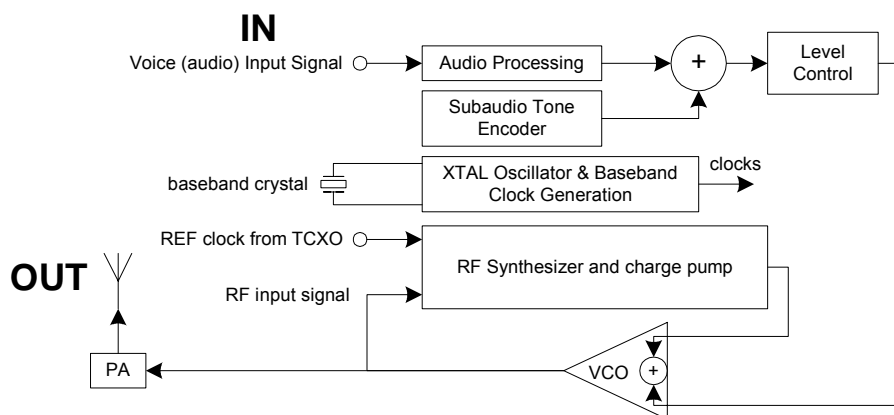 IN
Voice (audio) Input Signal
Audio Processing
+
Level
Control
Subaudio Tone
Encoder
baseband crystal
XTAL Oscillator & Baseband
Clock Generation
clocks
REF clock from TCXO
OUT
RF Synthesizer and charge pump
RF input signal
PA
VCO
+